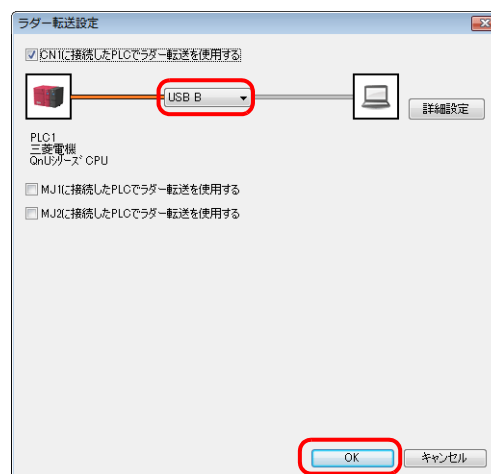 ラダー転送設定
CN1に接続したPLCでラダー転送を使用する
USB B
詳細設定
PLC1
三菱電機
QnUシリーズ CPU
MJ1に接続したPLCでラダー転送を使用する
MJ2に接続したPLCでラダー転送を使用する
OK キャンセル